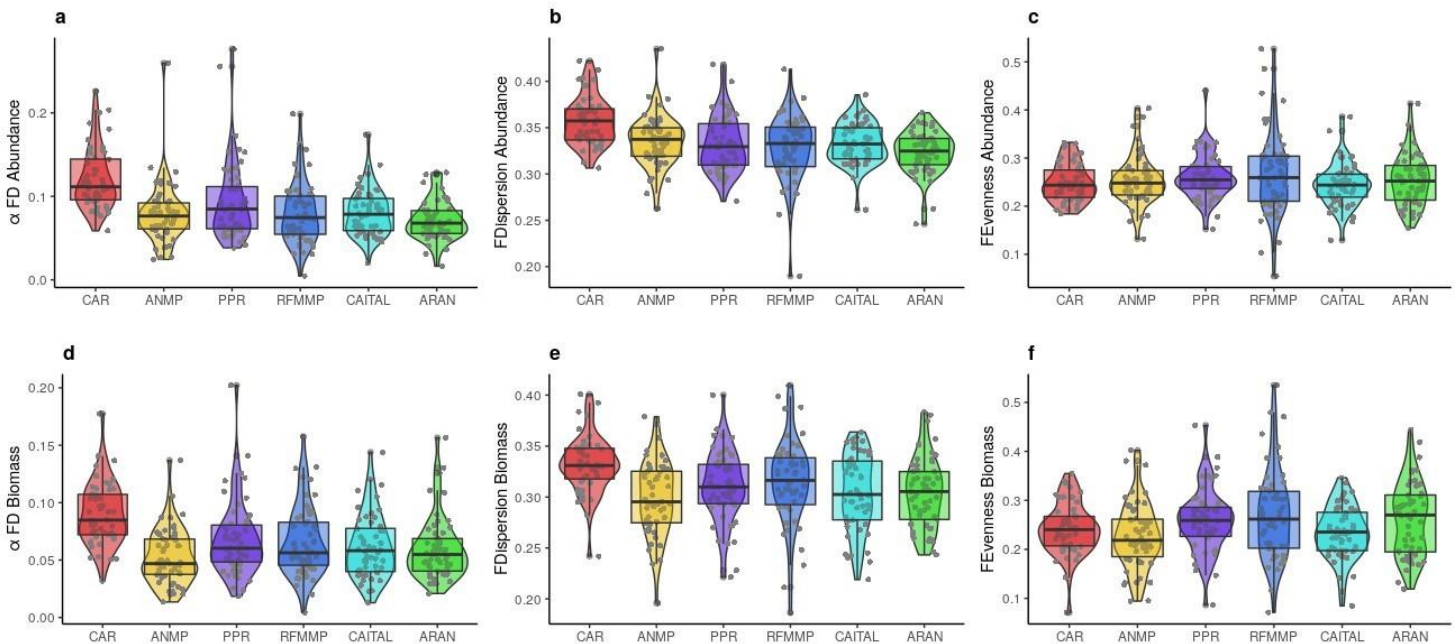 a
α FD Abundance
0.2
0.1
0.0
CAR ANMP PPR RFMMP CAITAL ARAN
b
FDispersion Abundance
0.40
0.35
0.30
0.25
0.20
CAR ANMP PPR RFMMP CAITAL ARAN
c
FEvenness Abundance
0.5
0.4
0.3
0.2
0.1
CAR ANMP PPR RFMMP CAITAL ARAN
d
α FD Biomass
0.20
0.15
0.10
0.05
0.00
CAR ANMP PPR RFMMP CAITAL ARAN
e
FDispersion Biomass
0.40
0.35
0.30
0.25
0.20
CAR ANMP PPR RFMMP CAITAL ARAN
f
FEvenness Biomass
0.5
0.4
0.3
0.2
0.1
CAR ANMP PPR RFMMP CAITAL ARAN